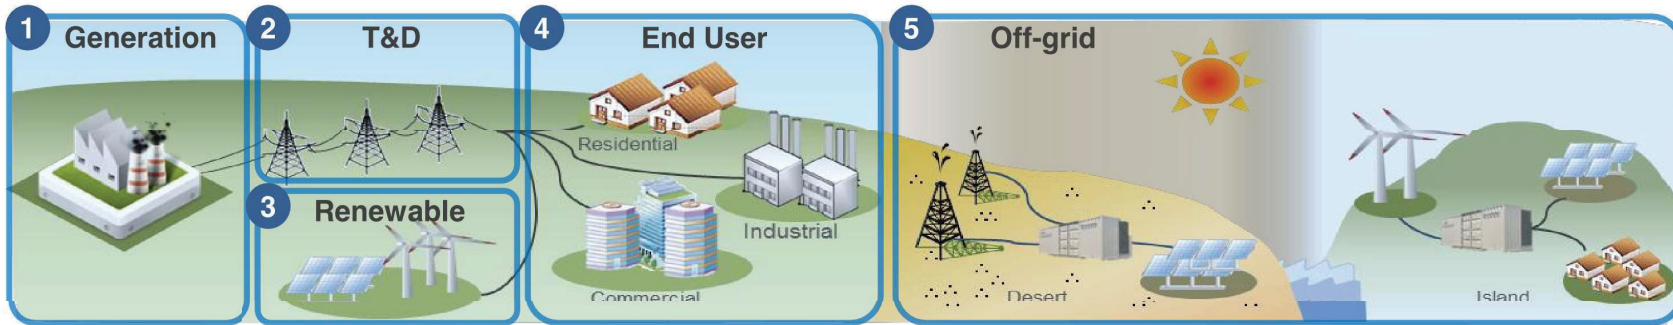 1 Generation
2 T&D
3 Renewable
4 End User
Residential
Industrial
Commercial
5 Off-grid
Desert
Island